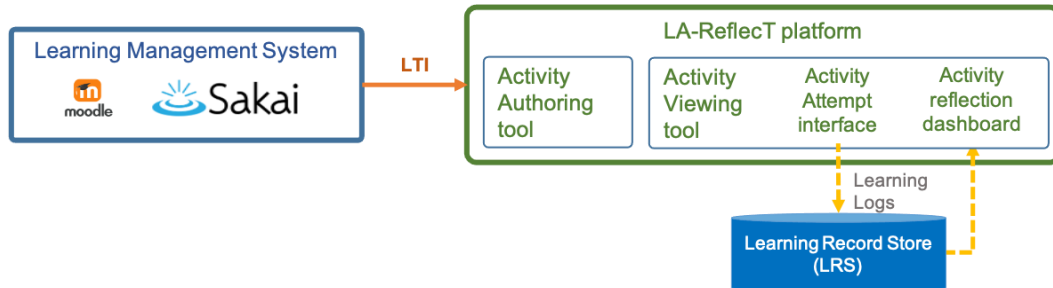 Learning Management System
moodle
Sakai
LTI
LA-ReflecT platform
Activity
Authoring
tool
Activity
Viewing
tool
Activity
Attempt
interface
Activity
reflection
dashboard
Learning
Logs
Learning Record Store
(LRS)